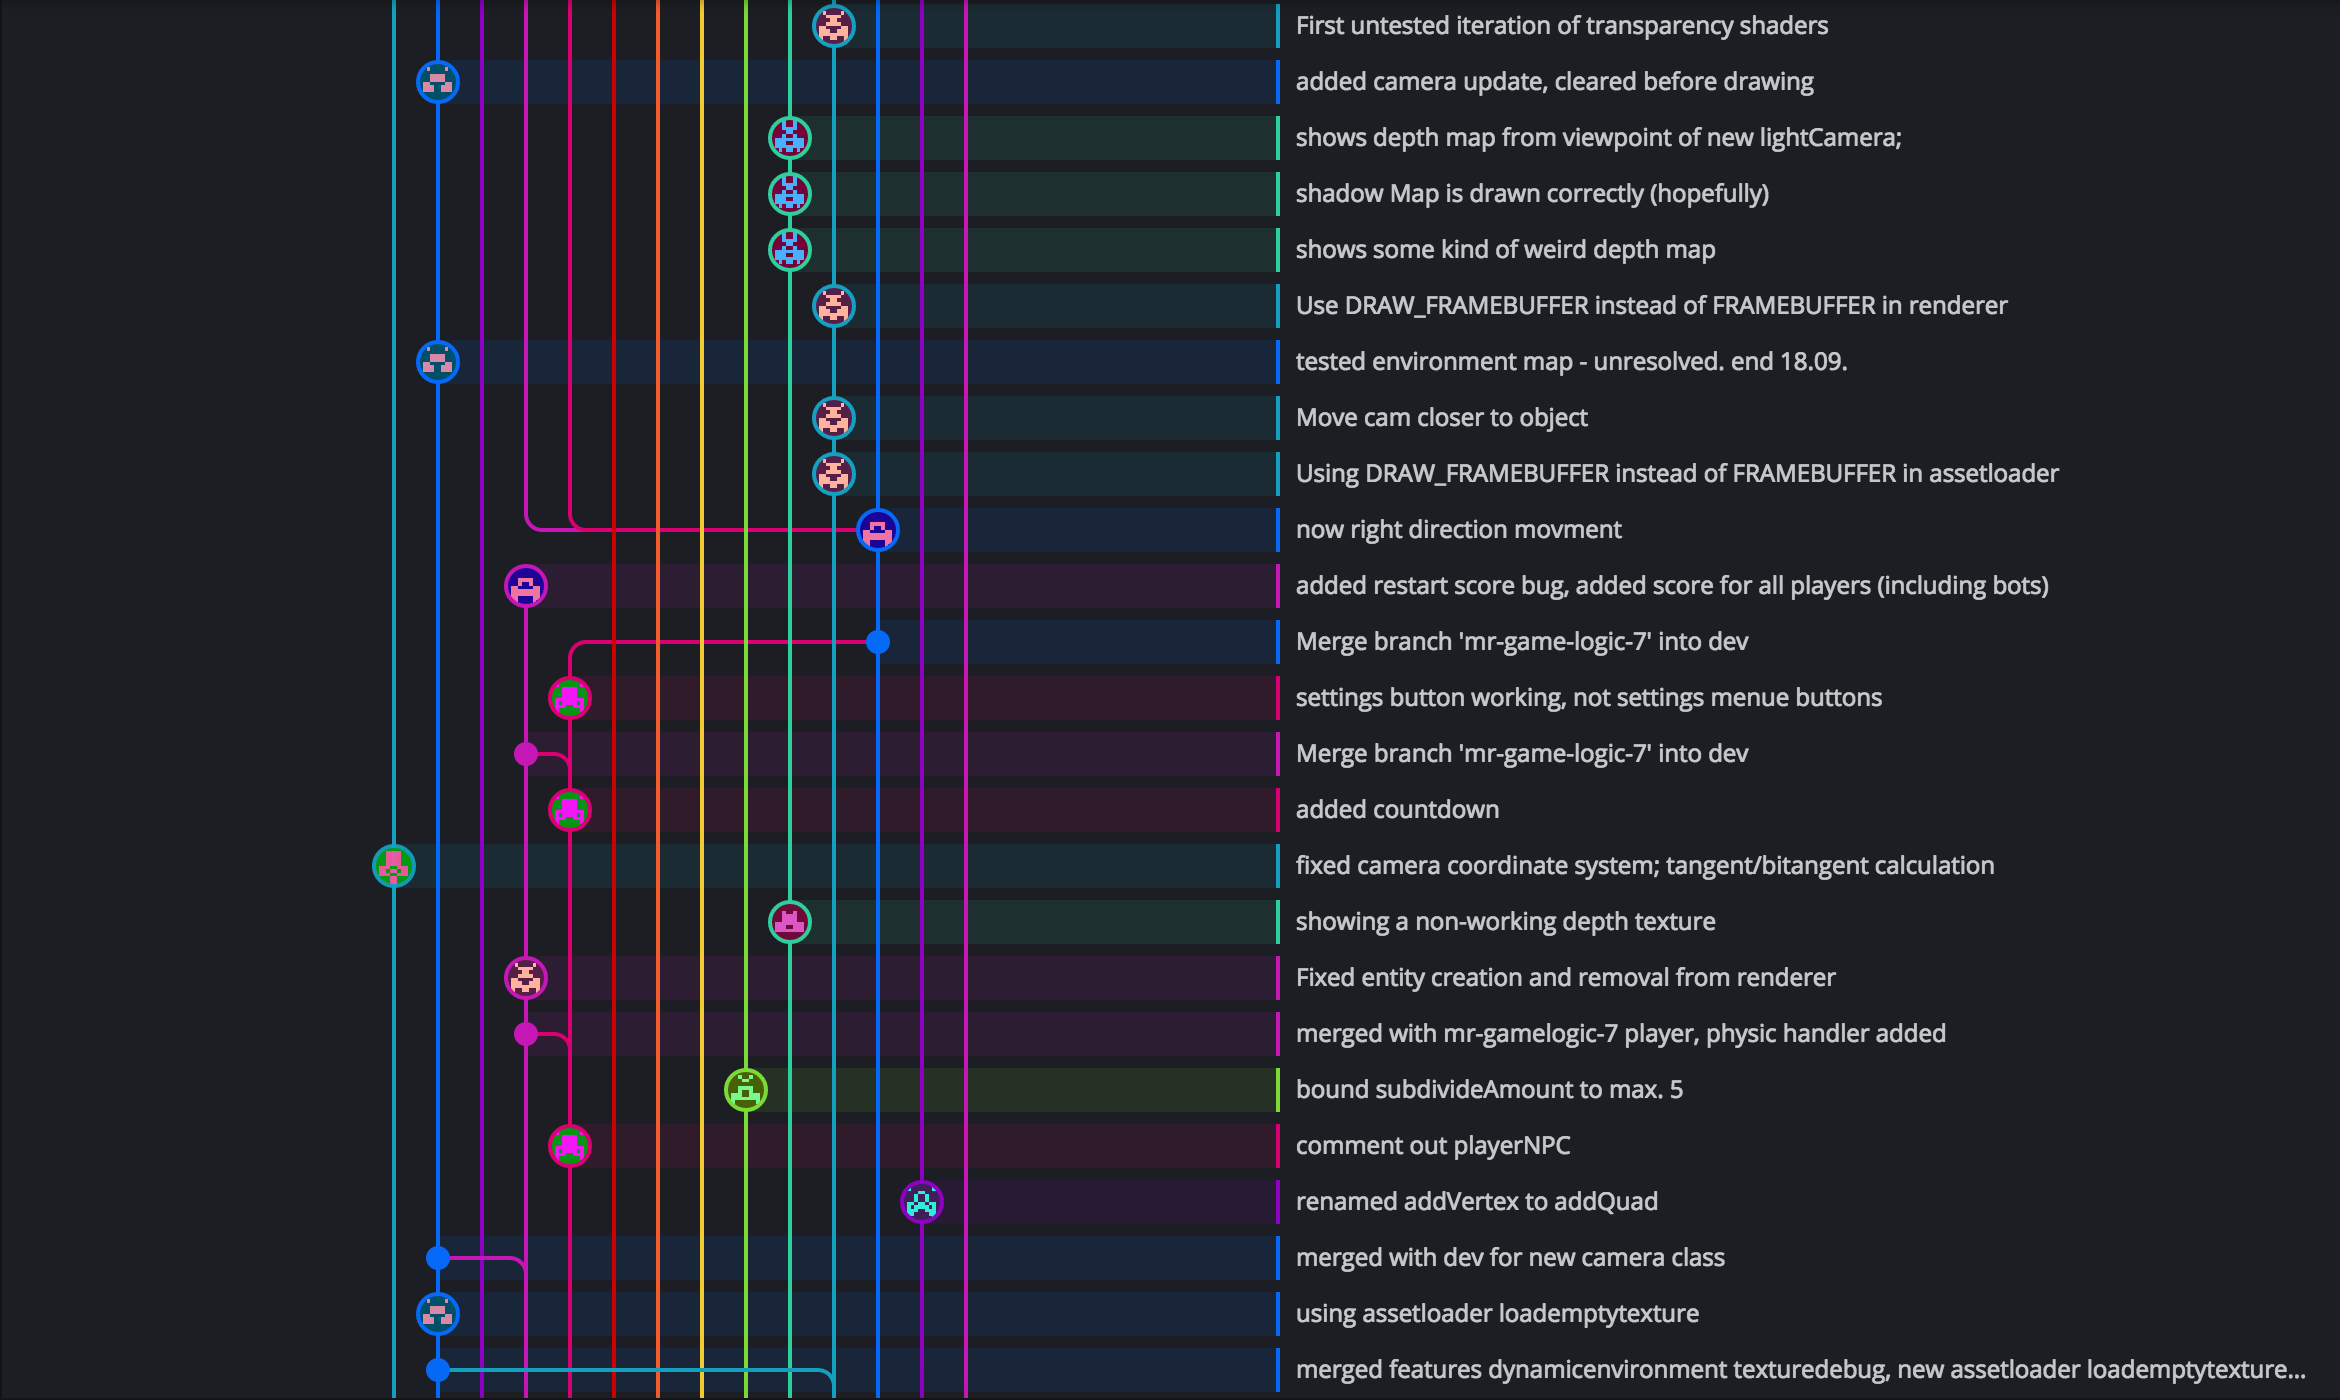 First untested iteration of transparency shaders
added camera update, cleared before drawing
shows depth map from viewpoint of new lightCamera;
shadow Map is drawn correctly (hopefully)
shows some kind of weird depth map
Use DRAW_FRAMEBUFFER instead of FRAMEBUFFER in renderer
tested environment map - unresolved. end 18.09.
Move cam closer to object
Using DRAW_FRAMEBUFFER instead of FRAMEBUFFER in assetloader
now right direction movment
added restart score bug, added score for all players (including bots)
Merge branch 'mr-game-logic-7' into dev
settings button working, not settings menue buttons
Merge branch 'mr-game-logic-7' into dev
added countdown
fixed camera coordinate system; tangent/bitangent calculation
showing a non-working depth texture
Fixed entity creation and removal from renderer
merged with mr-gamelogic-7 player, physic handler added
bound subdivideAmount to max. 5
comment out playerNPC
renamed addVertex to addQuad
merged with dev for new camera class
using assetloader loademptytexture
merged features dynamicenvironment texturedebug, new assetloader loademptytexture...